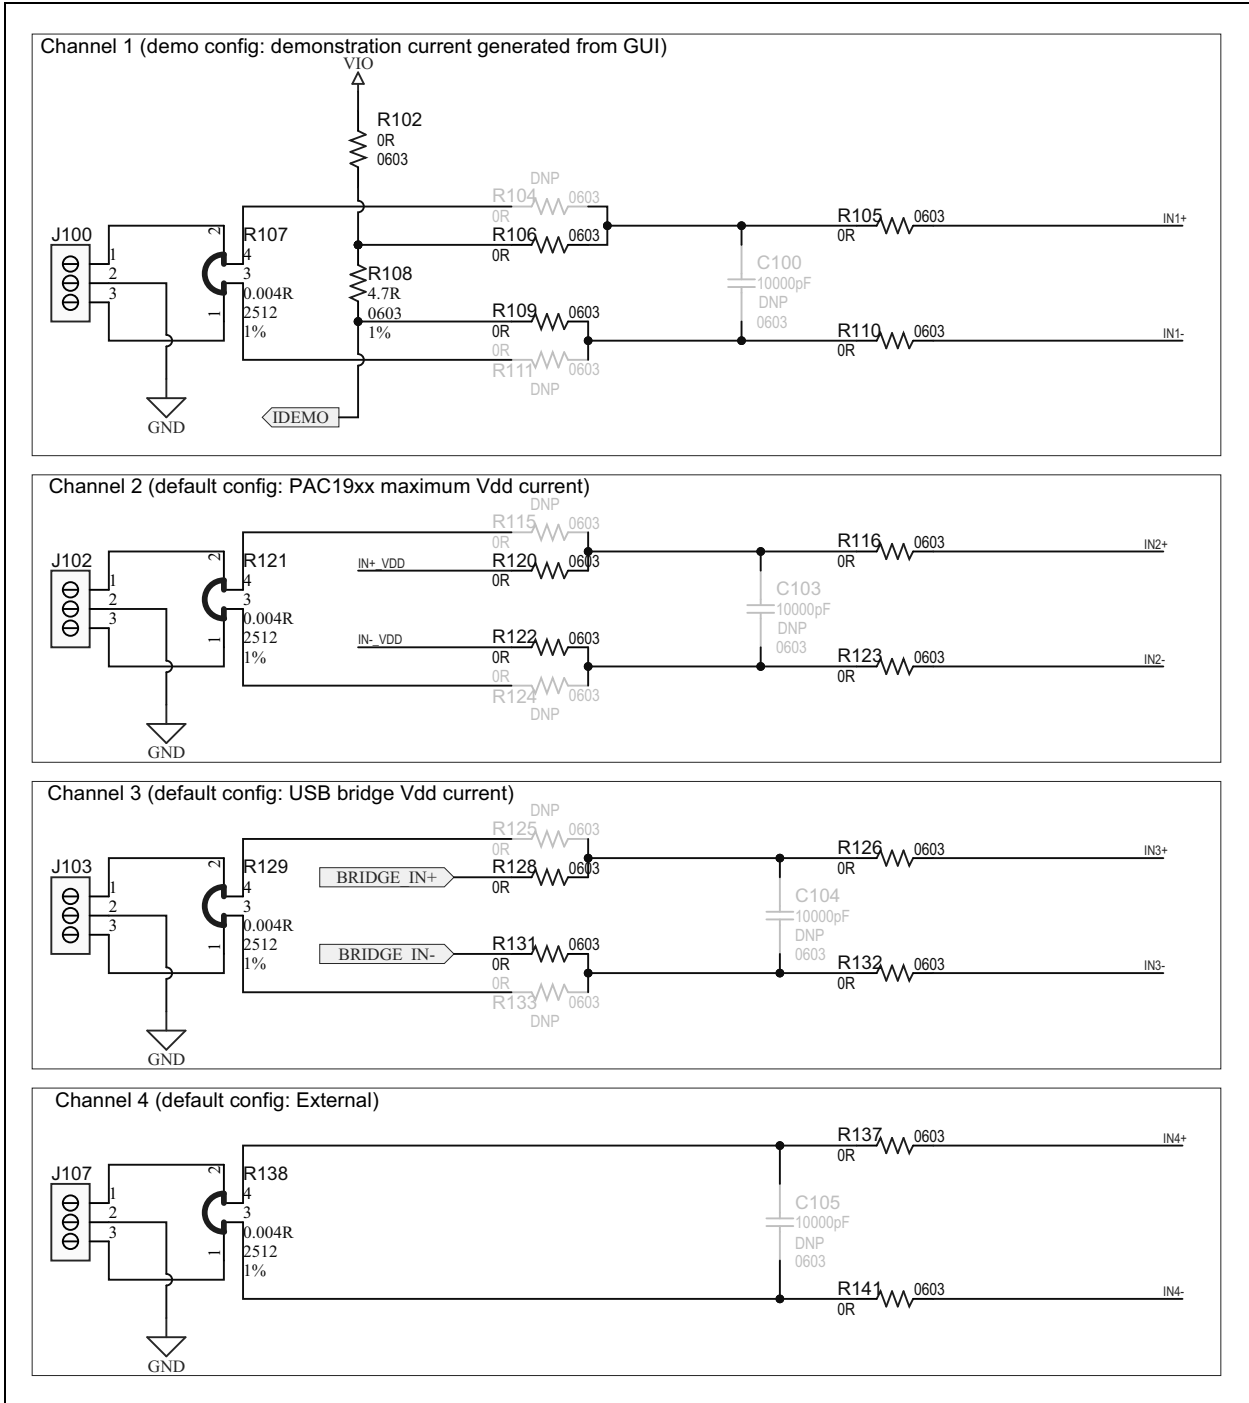 Channel 1 (demo config: demonstration current generated from GUI)
VIO
R102
0R
0603
DNP
R104 0603
0R
R106 0603
0R
R105 0603
0R
IN1+
J100
1
2
3
2
R107
4
3
0.004R
2512
1%
1
R108
4.7R
0603
1%
C100
10000pF
DNP
0603
R109 0603
0R
0R
R111 0603
DNP
R110 0603
0R
IN1-
IDEMO
GND
Channel 2 (default config: PAC19xx maximum Vdd current)
DNP
R115 0603
0R
IN+_VDD
R120 0603
0R
R116 0603
0R
IN2+
J102
1
2
3
2
R121
4
3
0.004R
2512
1%
1
C103
10000pF
DNP
0603
IN-_VDD
R122 0603
0R
0R
R124 0603
DNP
R123 0603
0R
IN2-
GND
Channel 3 (default config: USB bridge Vdd current)
DNP
R125 0603
0R
BRIDGE_IN+
R128 0603
0R
R126 0603
0R
IN3+
J103
1
2
3
2
R129
4
3
0.004R
2512
1%
1
C104
10000pF
DNP
0603
BRIDGE_IN-
R131 0603
0R
0R
R133 0603
DNP
R132 0603
0R
IN3-
GND
Channel 4 (default config: External)
R137 0603
0R
IN4+
J107
1
2
3
2
R138
4
3
0.004R
2512
1%
1
C105
10000pF
DNP
0603
R141 0603
0R
IN4-
GND